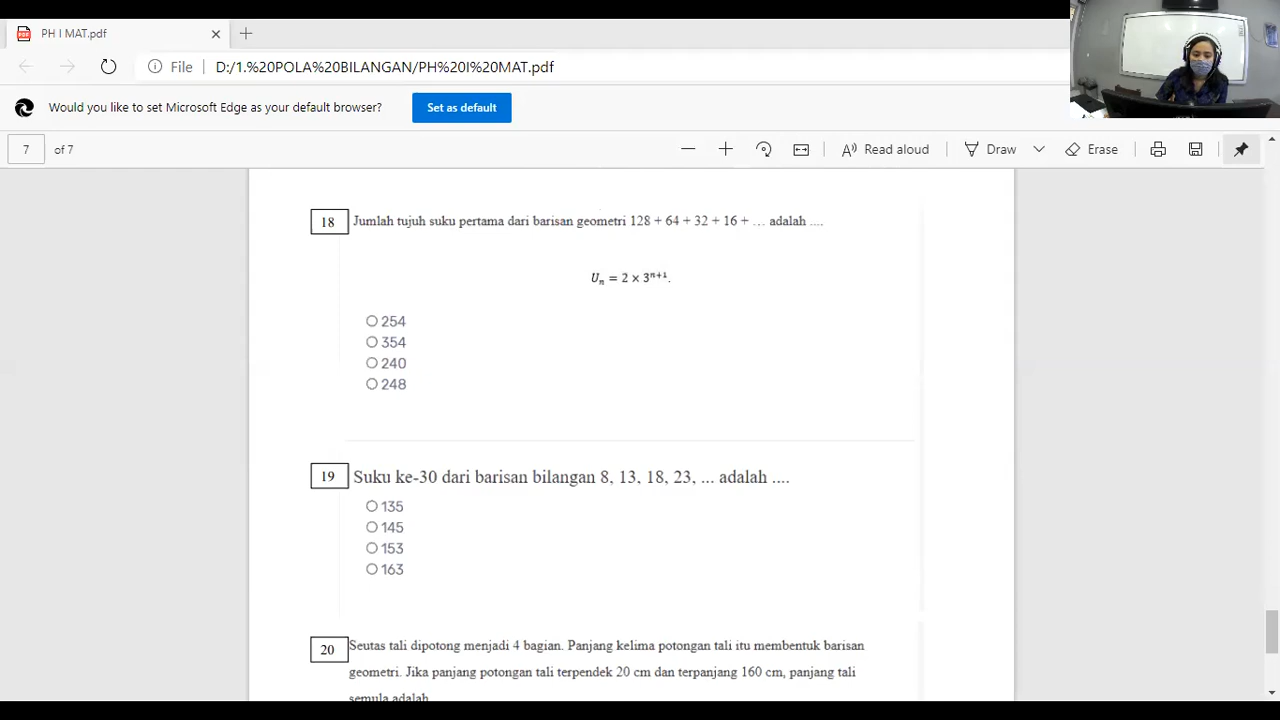 PH I MAT.pdf
File D:/1.%20POLA%20BILANGAN/PH%20I%20MAT.pdf
Would you like to set Microsoft Edge as your default browser? Set as default
7 of 7 Read aloud Draw Erase
18 Jumlah tujuh suku pertama dari barisan geometri 128 + 64 + 32 + 16 + … adalah ....
Uₙ = 2 × 3ⁿ⁺¹.
254
354
240
248
19 Suku ke-30 dari barisan bilangan 8, 13, 18, 23, ... adalah ....
135
145
153
163
20 Seutas tali dipotong menjadi 4 bagian. Panjang kelima potongan tali itu membentuk barisan
geometri. Jika panjang potongan tali terpendek 20 cm dan terpanjang 160 cm, panjang tali
semula adalah